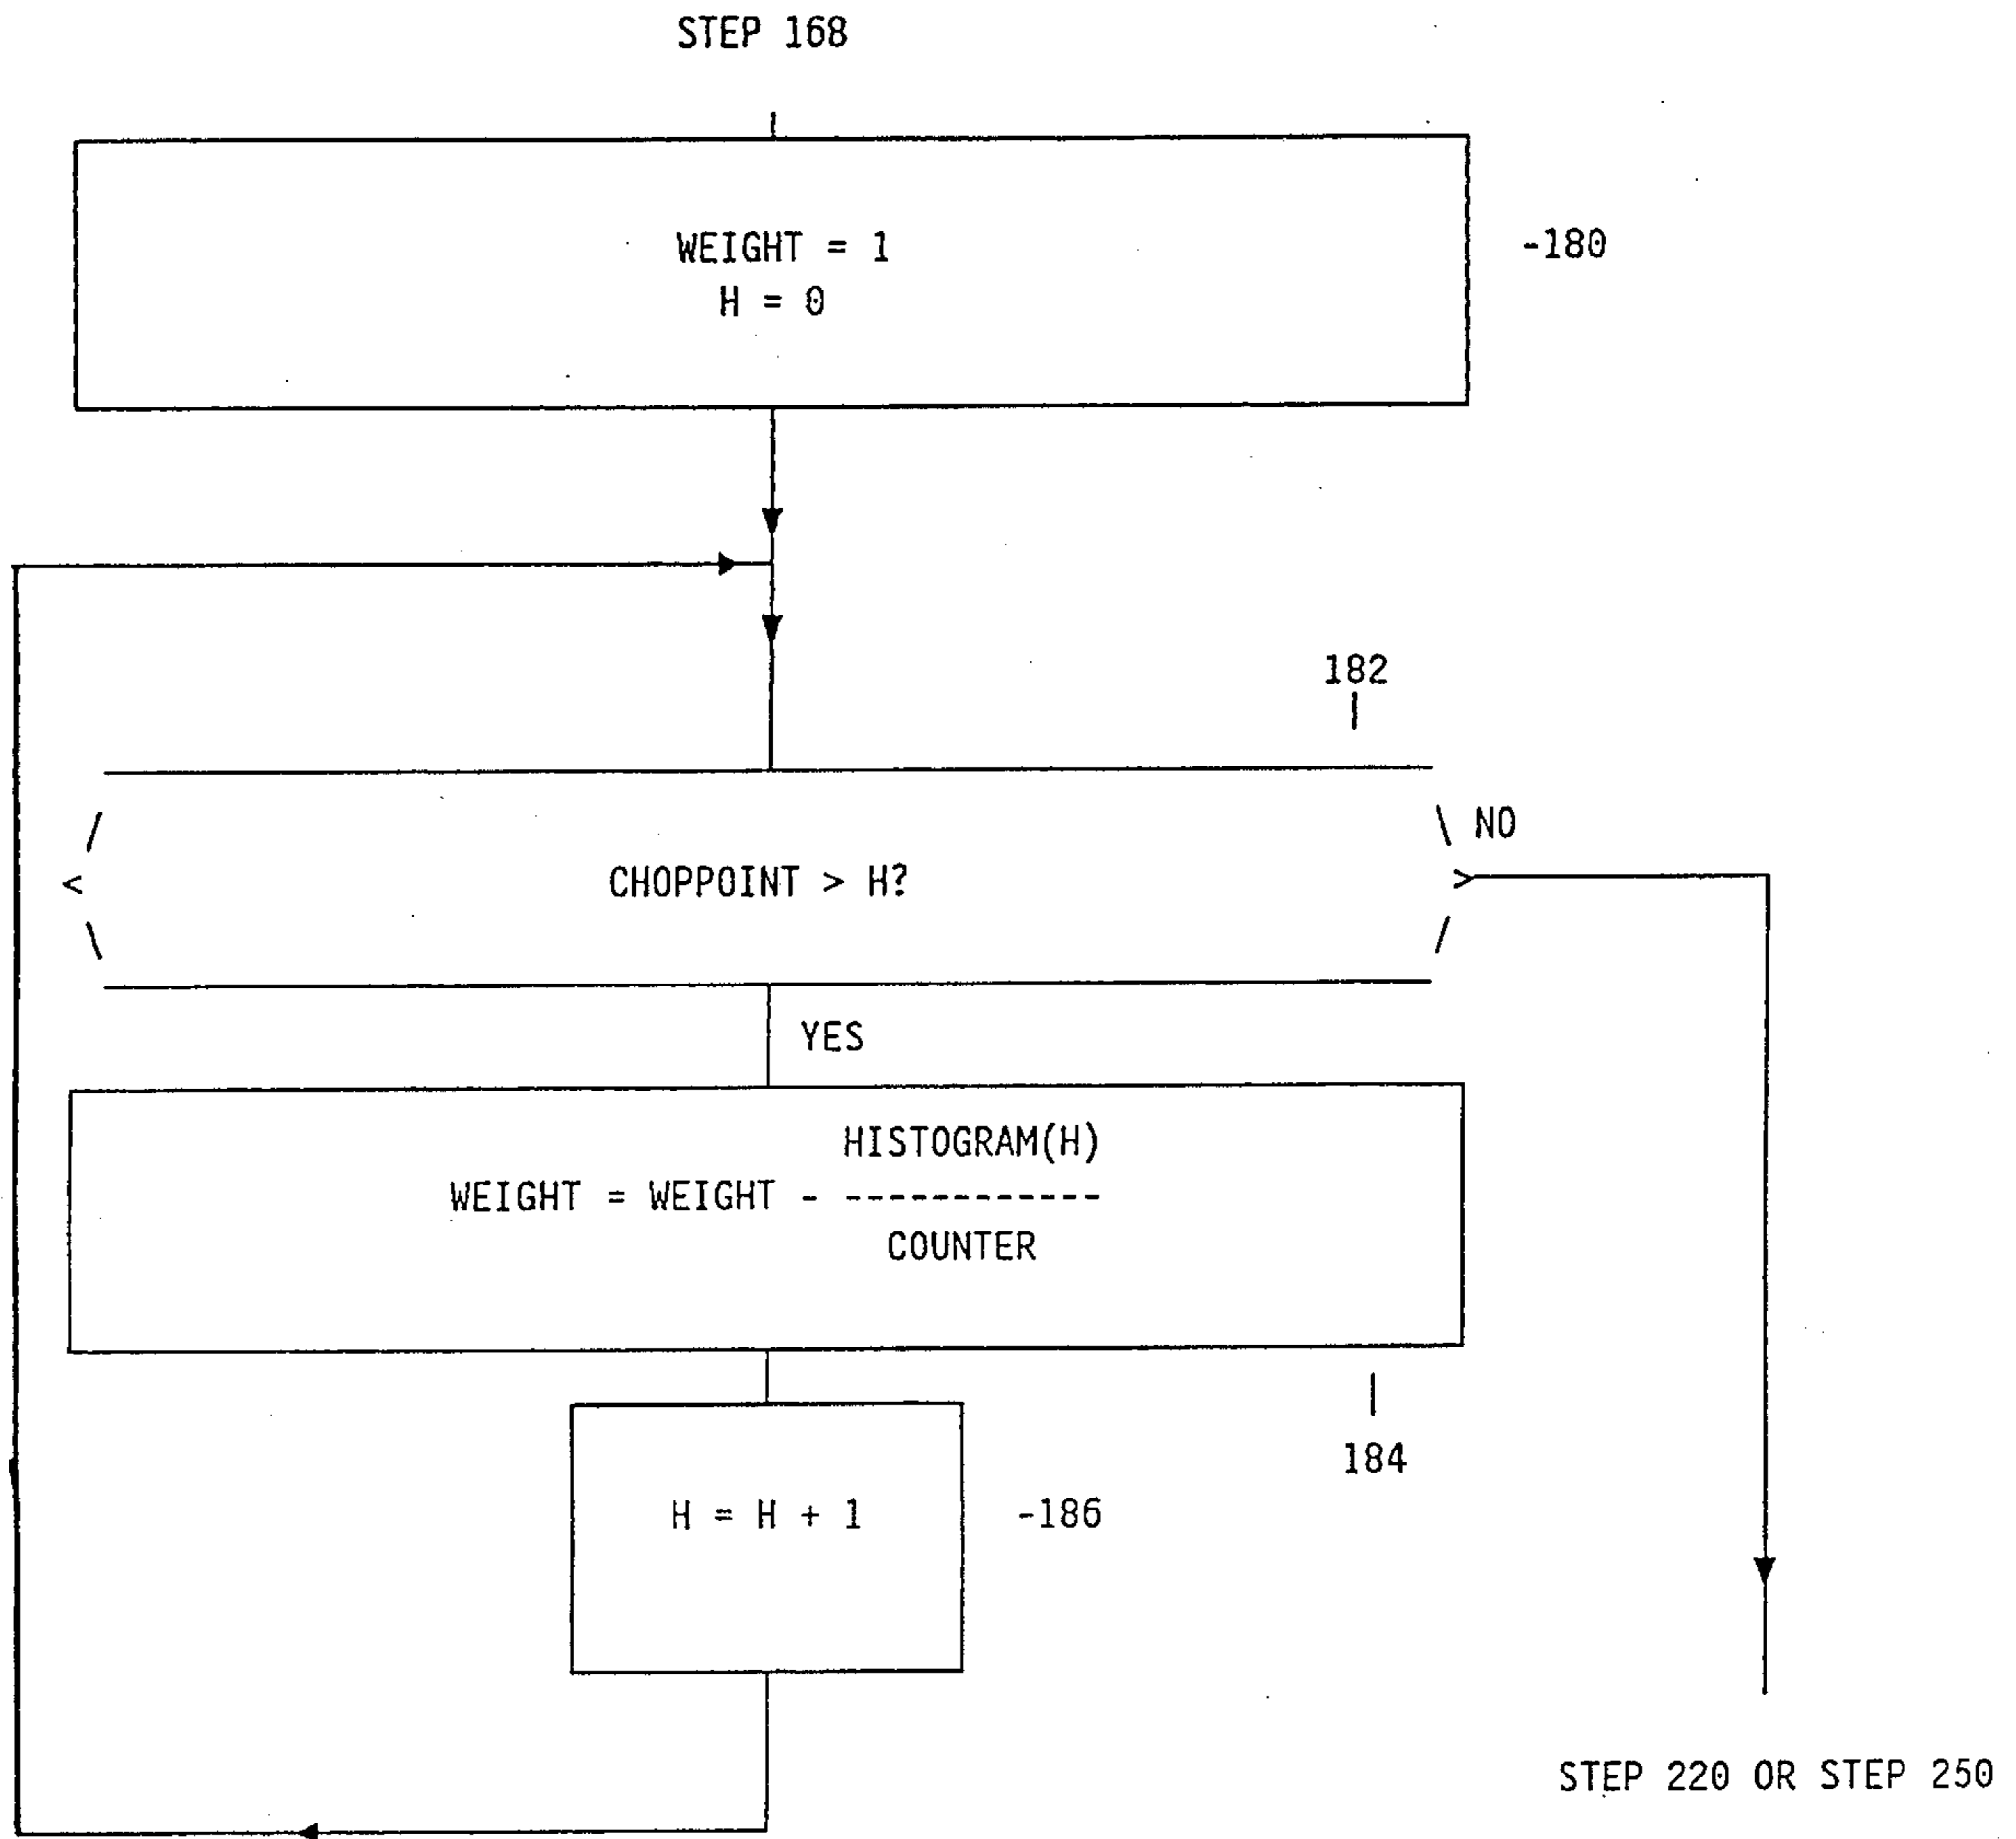 STEP 168
WEIGHT = 1
H = 0
-180
182
NO
CHOPPOINT > H?
YES
HISTOGRAM(H)
WEIGHT = WEIGHT - ------------
COUNTER
184
H = H + 1
-186
STEP 220 OR STEP 250